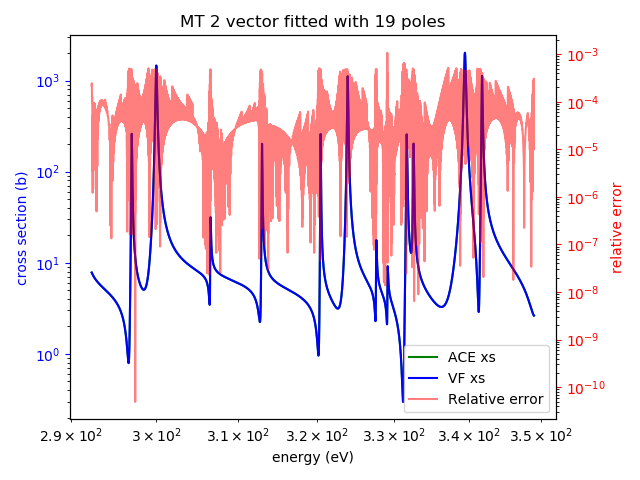 MT 2 vector fitted with 19 poles
cross section (b)
10³
10²
10¹
10⁰
relative error
10⁻³
10⁻⁴
10⁻⁵
10⁻⁶
10⁻⁷
10⁻⁸
10⁻⁹
10⁻¹⁰
ACE xs
VF xs
Relative error
2.9 × 10² 3 × 10² 3.1 × 10² 3.2 × 10² 3.3 × 10² 3.4 × 10² 3.5 × 10²
energy (eV)